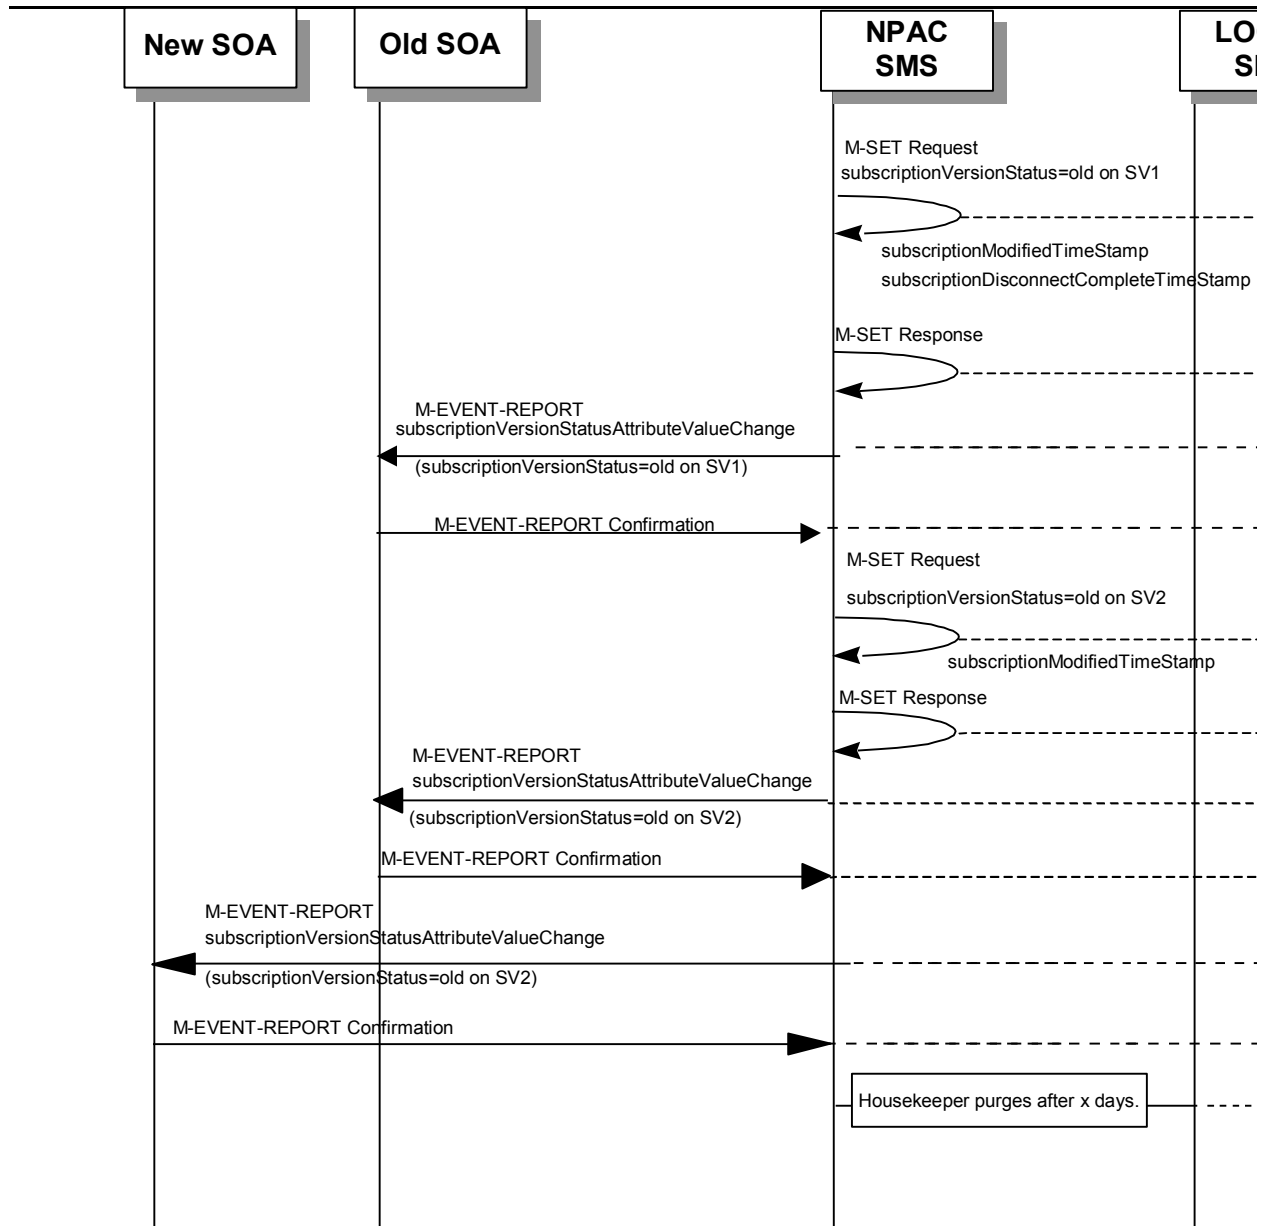 New SOA
Old SOA
NPAC
SMS
LO
M-SET Request
subscriptionVersionStatus=old on SV1
subscriptionModifiedTimeStamp
subscriptionDisconnectCompleteTimeStamp
M-SET Response
M-EVENT-REPORT
subscriptionVersionStatusAttributeValueChange
(subscriptionVersionStatus=old on SV1)
M-EVENT-REPORT Confirmation
M-SET Request
subscriptionVersionStatus=old on SV2
subscriptionModifiedTimeStamp
M-SET Response
M-EVENT-REPORT
subscriptionVersionStatusAttributeValueChange
(subscriptionVersionStatus=old on SV2)
M-EVENT-REPORT Confirmation
M-EVENT-REPORT
subscriptionVersionStatusAttributeValueChange
(subscriptionVersionStatus=old on SV2)
M-EVENT-REPORT Confirmation
Housekeeper purges after x days.